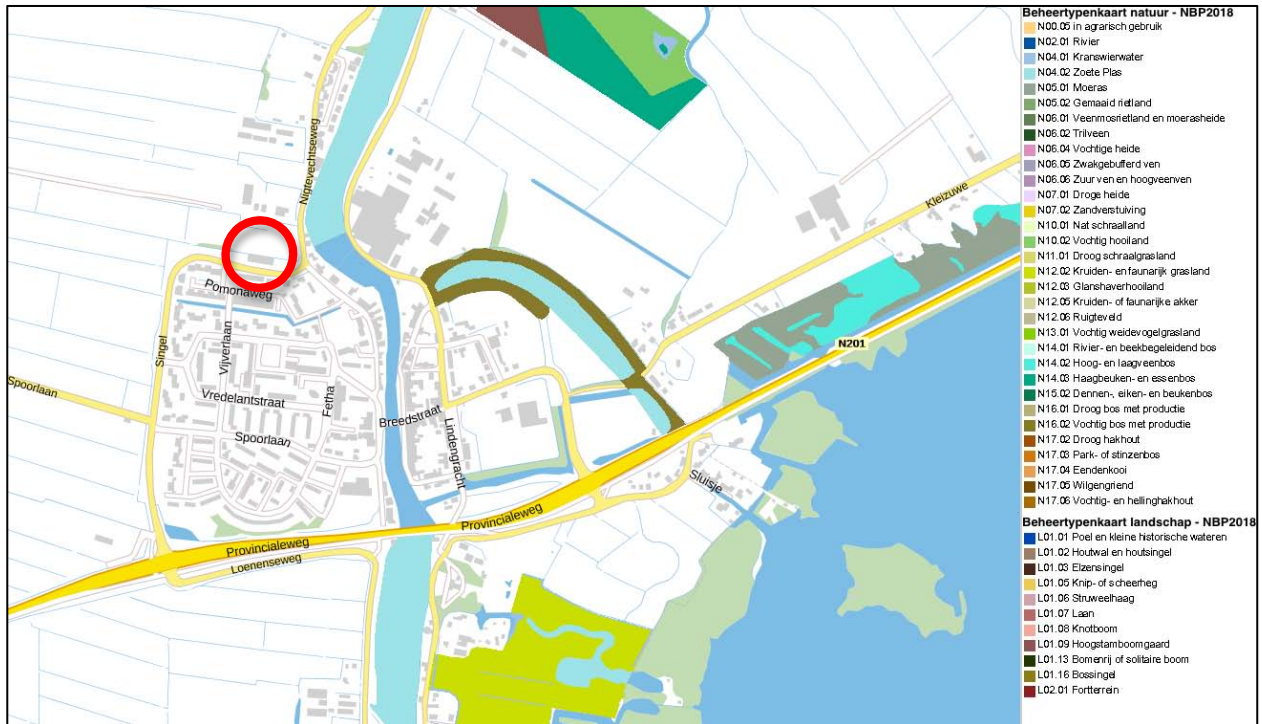 Beheertypenkaart natuur - NBP2018
N00.05 in agrarisch gebruik
N02.01 Rivier
N04.01 Kranswierwater
N04.02 Zoete Plas
N05.01 Moeras
N05.02 Gemaaid rietland
N06.01 Veenmosrietland en moerasheide
N06.02 Trilveen
N06.04 Vochtige heide
N06.05 Zwakgebufferd ven
N06.06 Zuur ven en hoogveenven
N07.01 Droge heide
N07.02 Zandverstuiving
N10.01 Nat schraalland
N10.02 Vochtig hooiland
N11.01 Droog schraalgrasland
N12.02 Kruiden- en faunarijk grasland
N12.03 Glanshaverhooiland
N12.05 Kruiden- of faunarijke akker
N12.06 Ruigteveld
N13.01 Vochtig weidevogelgrasland
N14.01 Rivier- en beekbegeleidend bos
N14.02 Hoog- en laagveenbos
N14.03 Haagbeuken- en essenbos
N15.02 Dennen-, eiken- en beukenbos
N16.01 Droog bos met productie
N16.02 Vochtig bos met productie
N17.02 Droog hakhout
N17.03 Park- of stinzenbos
N17.04 Eendenkooi
N17.05 Wilgengriend
N17.06 Vochtig- en hellinghakhout
Beheertypenkaart landschap - NBP2018
L01.01 Poel en kleine historische wateren
L01.02 Houtwal en houtsingel
L01.03 Elzensingel
L01.05 Knip- of scheerheg
L01.06 Struweelhaag
L01.07 Laan
L01.08 Knotboom
L01.09 Hoogstamboomgaard
L01.13 Bomenrij of solitaire boom
L01.16 Bossingel
L02.01 Fortterrein
Nigtevechtseweg
Kleizuwe
Pomonaweg
N201
Singel
Vijverlaan
Spoorlaan
Vredelantstraat
Fetha
Breedstraat
Lindengracht
Spoorlaan
Sluisje
Provincialeweg
Provincialeweg
Loenenseweg